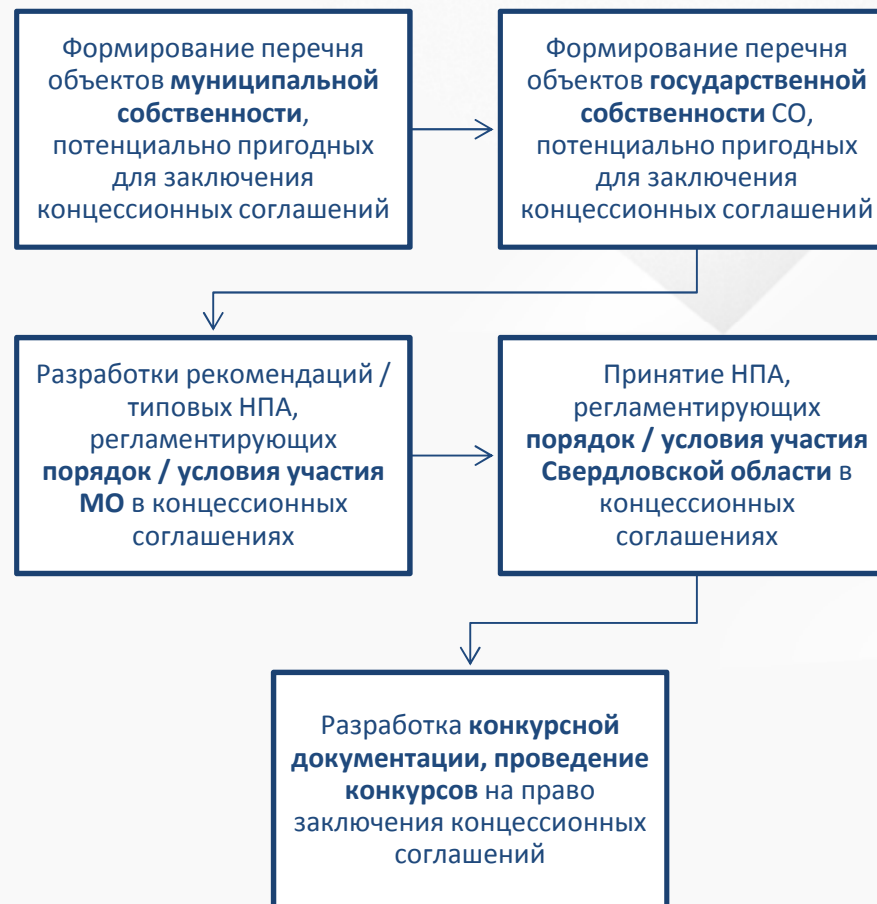 Формирование перечня
объектов муниципальной
собственности,
потенциально пригодных
для заключения
концессионных соглашений
Формирование перечня
объектов государственной
собственности СО,
потенциально пригодных
для заключения
концессионных соглашений
Разработки рекомендаций /
типовых НПА,
регламентирующих
порядок / условия участия
МО в концессионных
соглашениях
Принятие НПА,
регламентирующих
порядок / условия участия
Свердловской области в
концессионных
соглашениях
Разработка конкурсной
документации, проведение
конкурсов на право
заключения концессионных
соглашений